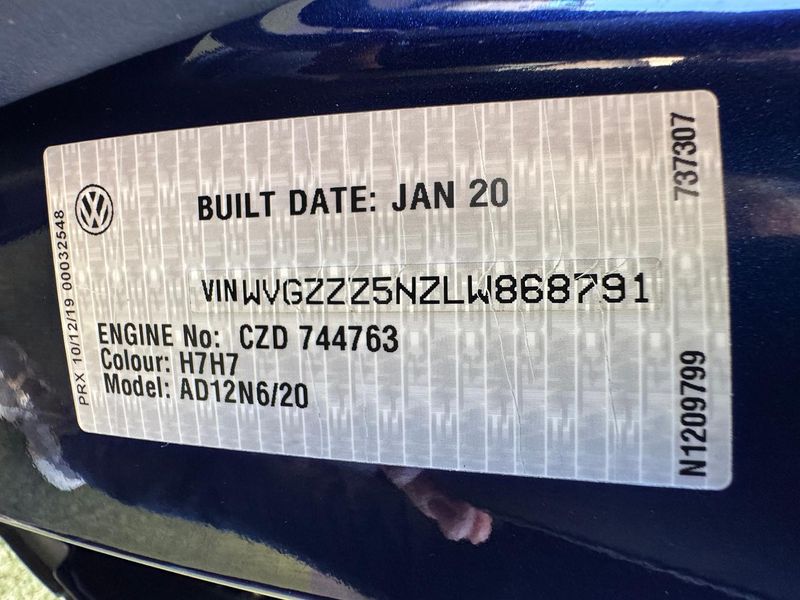 BUILT DATE: JAN 20
VIN WVGZZZ5NZLW868791
ENGINE No: CZD 744763
Colour: H7H7
Model: AD12N6/20
PRX 10/12/19 00032548
737307
N1209799